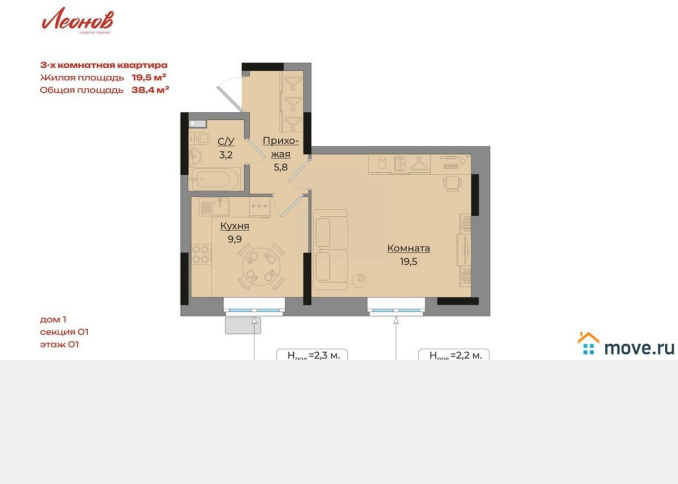 Леонов
3-х комнатная квартира
Жилая площадь 19,5 м²
Общая площадь 38,4 м²
С/У
3,2
Прихо-
жая
5,8
Кухня
9,9
Комната
19,5
дом 1
секция 01
этаж 01
H =2,3 м.
H =2,2 м.
move.ru